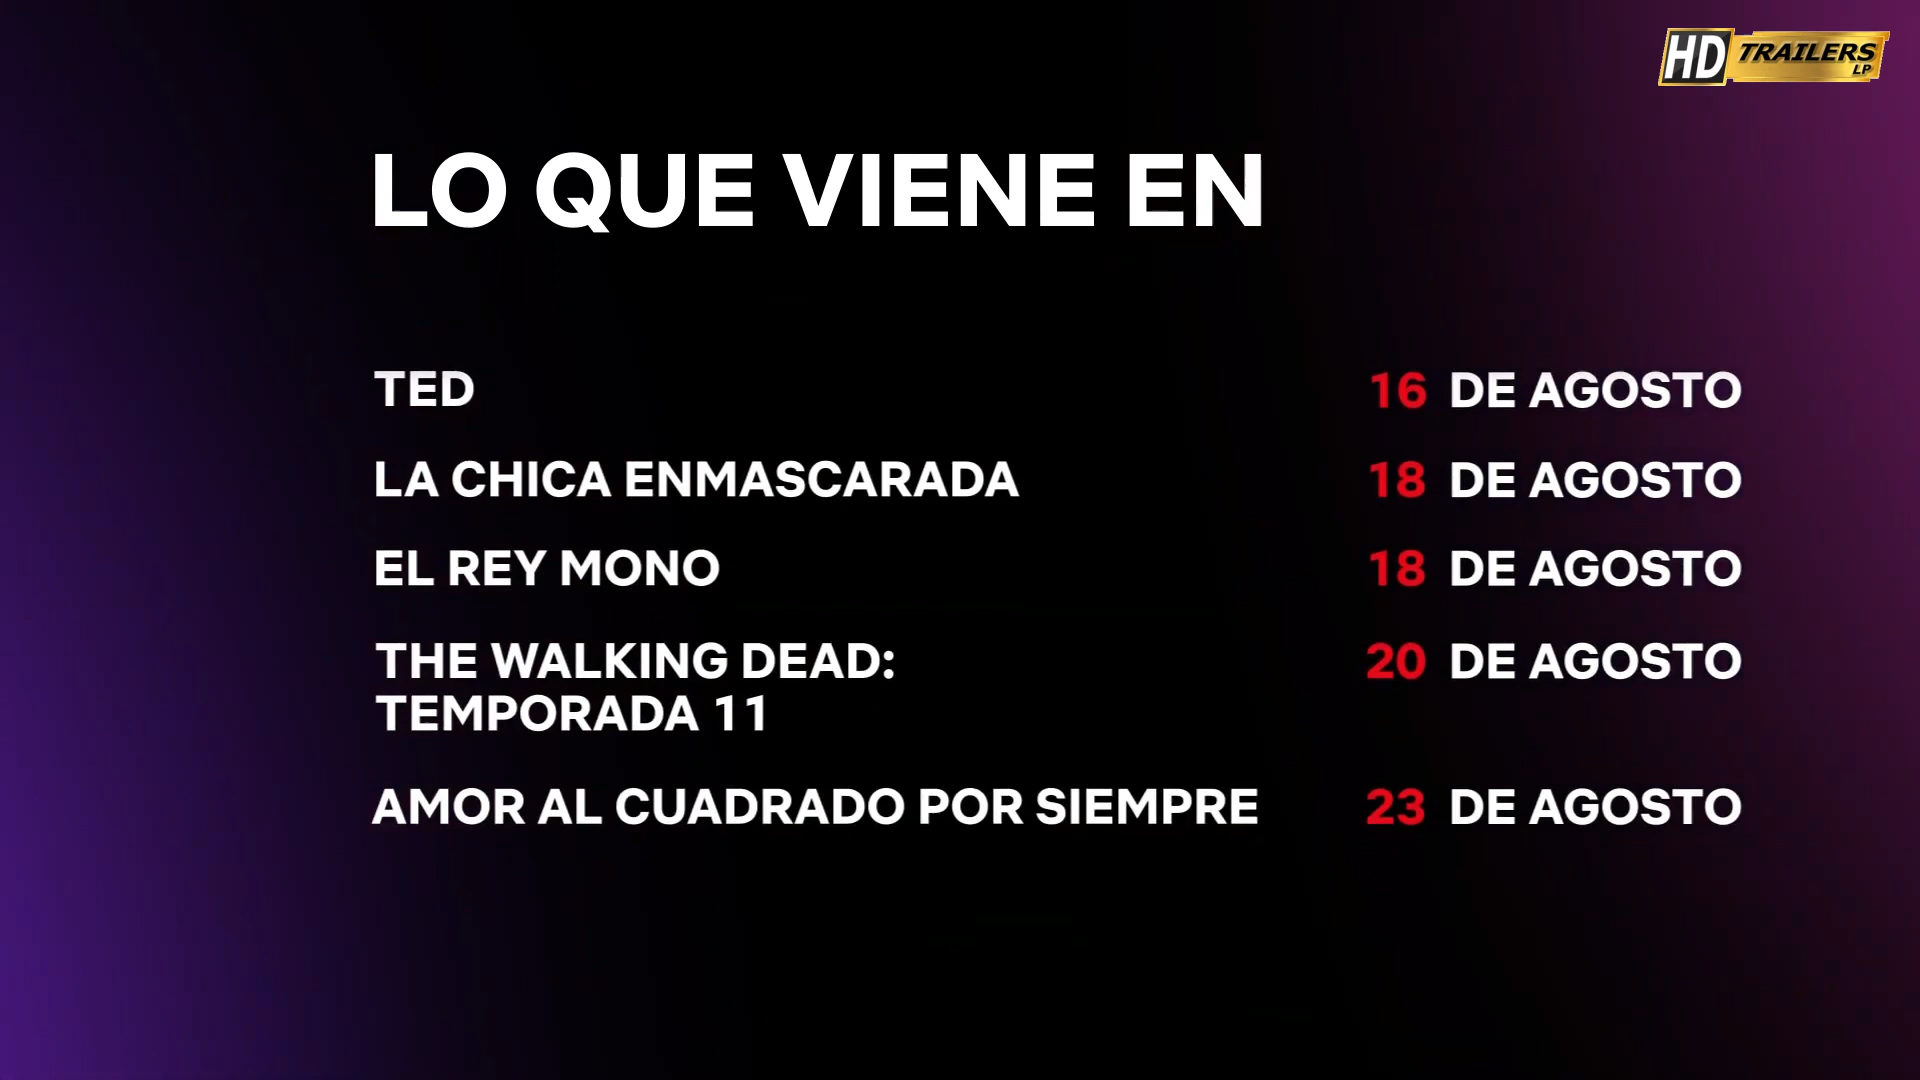 HD TRAILERS LP
LO QUE VIENE EN
TED 16 DE AGOSTO
LA CHICA ENMASCARADA 18 DE AGOSTO
EL REY MONO 18 DE AGOSTO
THE WALKING DEAD: 20 DE AGOSTO
TEMPORADA 11
AMOR AL CUADRADO POR SIEMPRE 23 DE AGOSTO